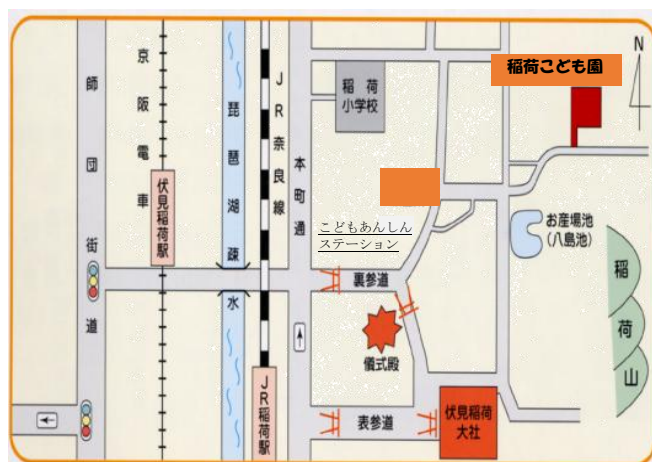 稲荷こども園
N
稲荷
小学校
師団街道
京阪電車
伏見稲荷駅
琵琶湖疏水
JR奈良線
本町通
こどもあんしん
ステーション
お産場池
(八島池)
稲荷山
裏参道
儀式殿
JR稲荷駅
表参道
伏見稲荷
大社